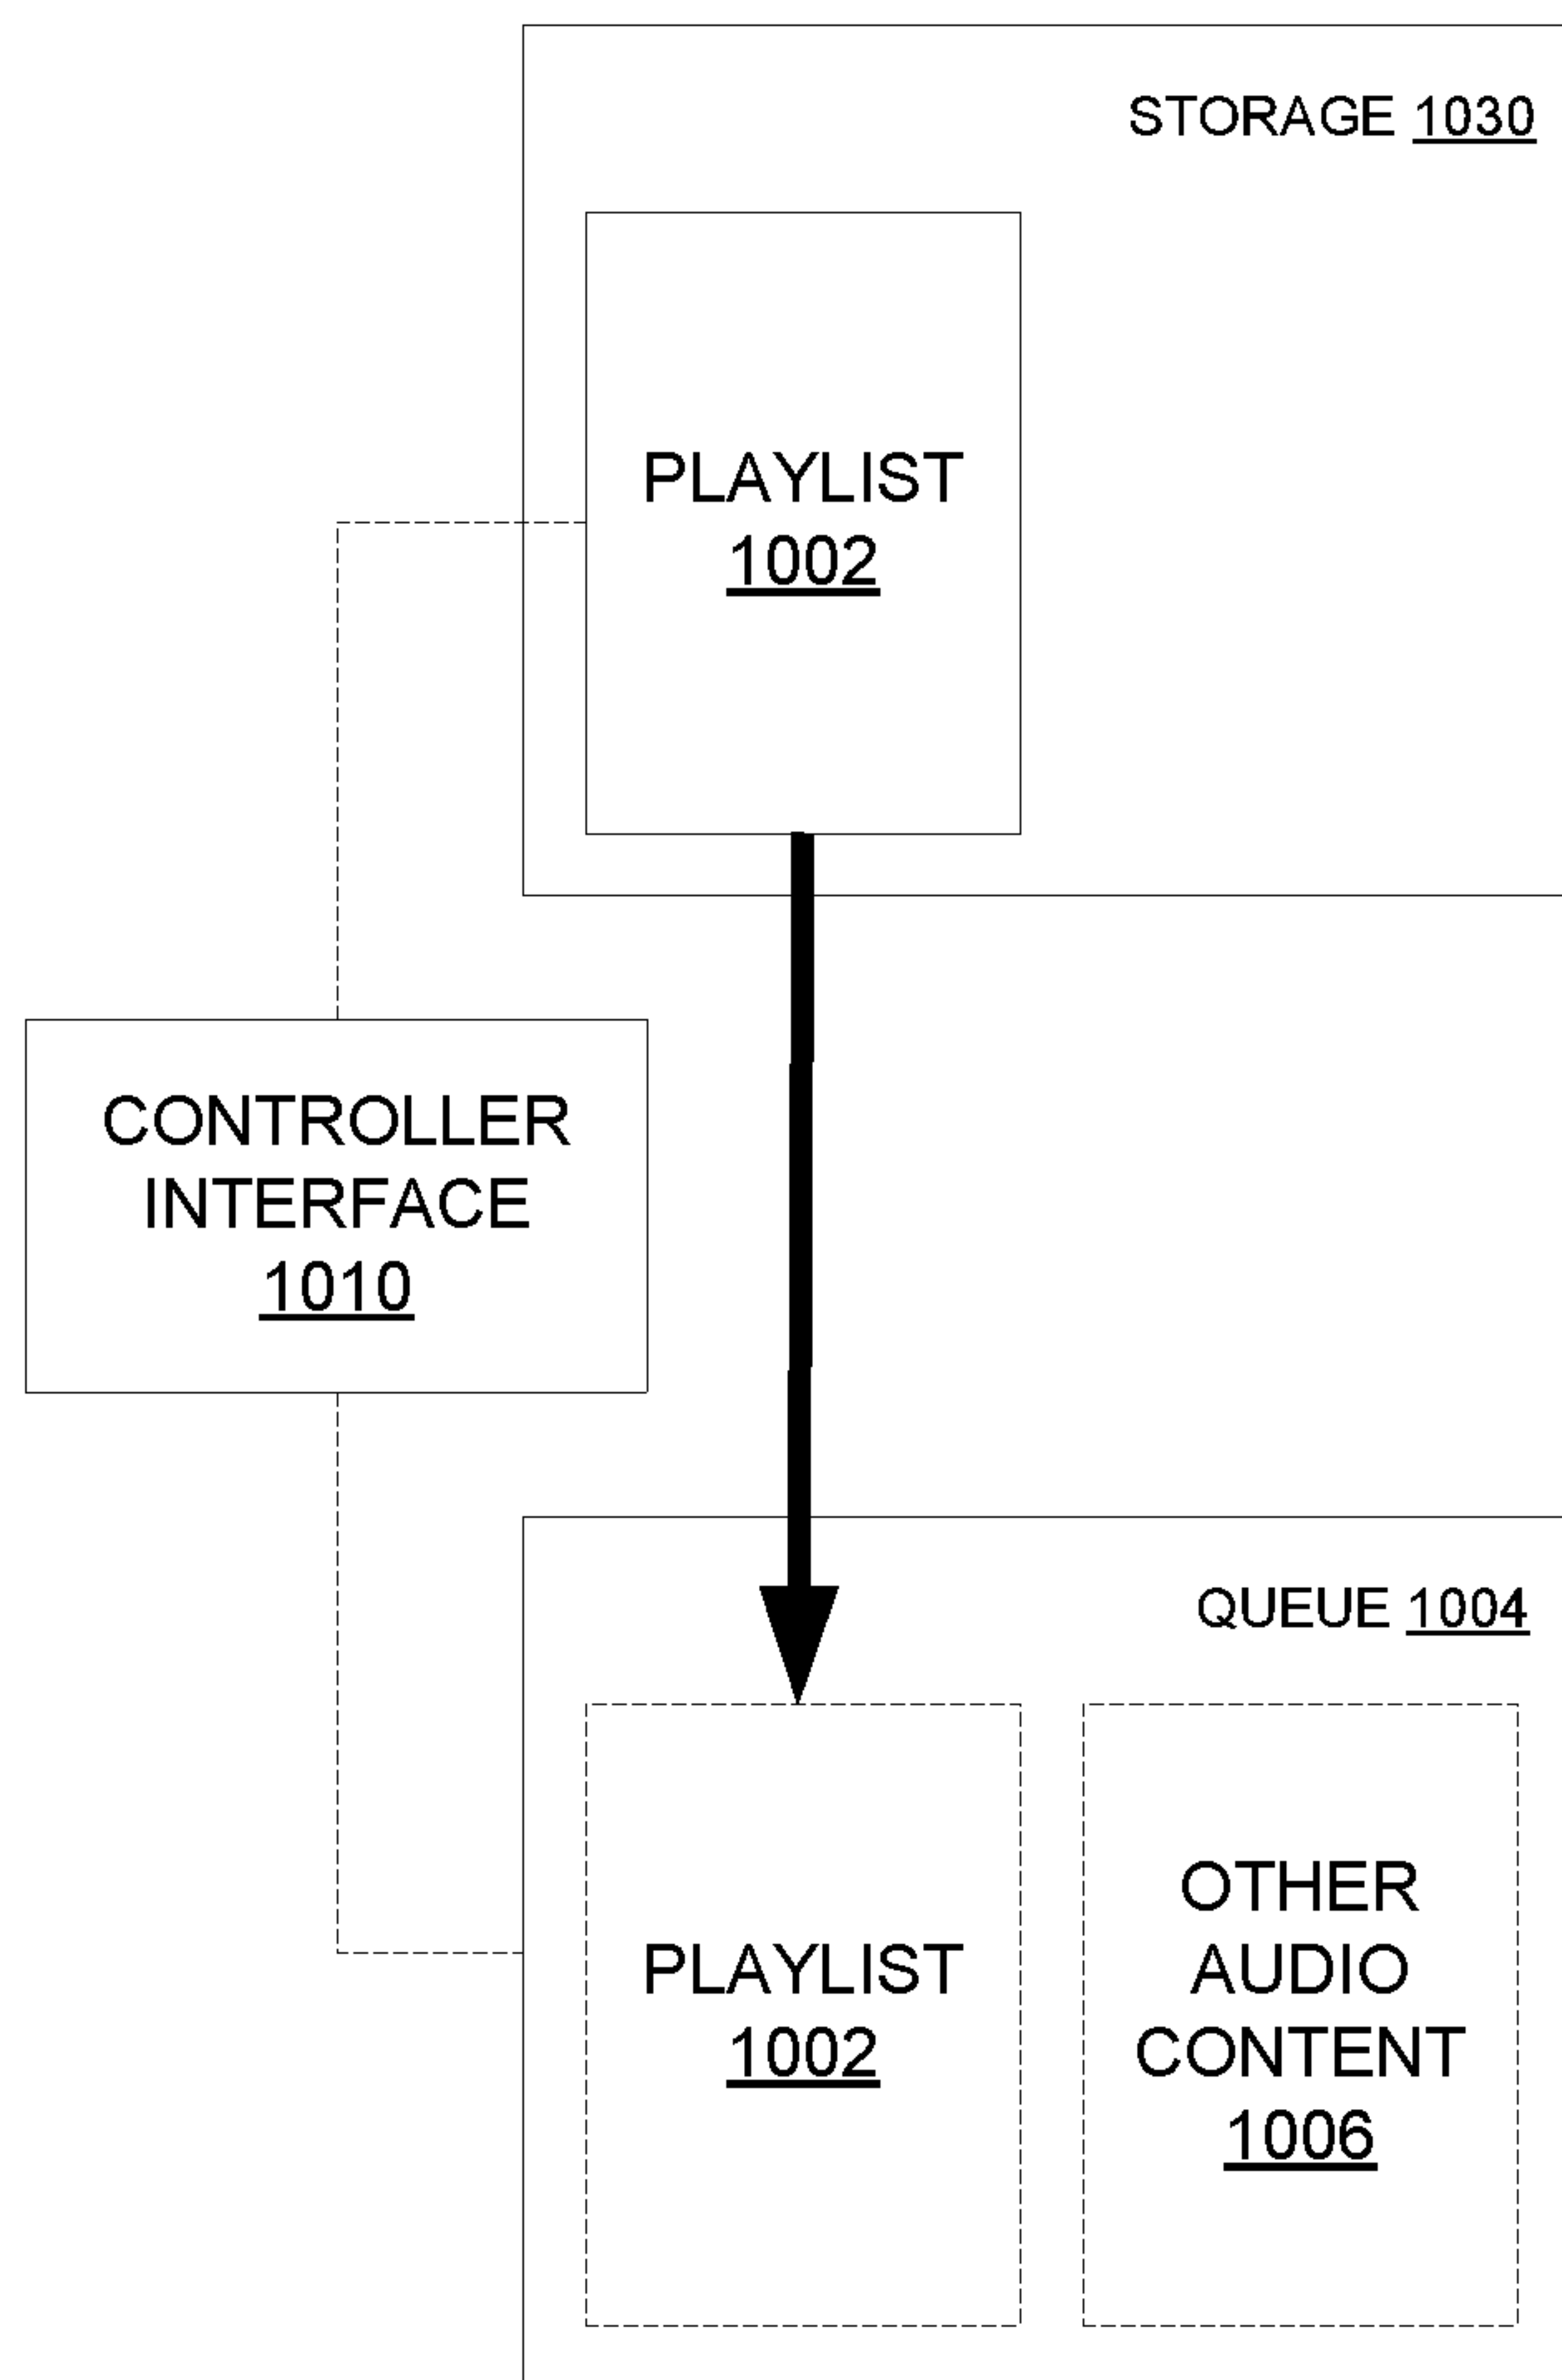 STORAGE 1030
PLAYLIST
1002
CONTROLLER
INTERFACE
1010
QUEUE 1004
PLAYLIST
1002
OTHER
AUDIO
CONTENT
1006